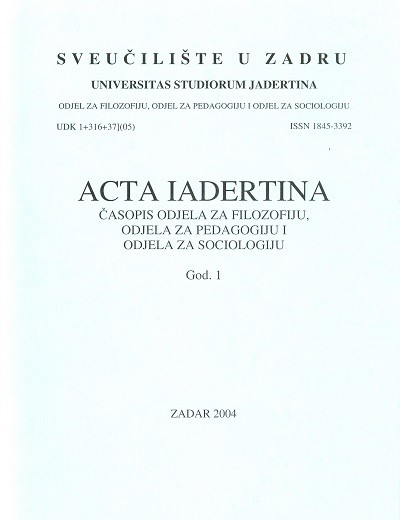 SVEUČILIŠTE U ZADRU
UNIVERSITAS STUDIORUM JADERTINA
ODJEL ZA FILOZOFIJU, ODJEL ZA PEDAGOGIJU I ODJEL ZA SOCIOLOGIJU
UDK 1+316+37](05) ISSN 1845-3392
ACTA IADERTINA
ČASOPIS ODJELA ZA FILOZOFIJU,
ODJELA ZA PEDAGOGIJU I
ODJELA ZA SOCIOLOGIJU
God. 1
ZADAR 2004